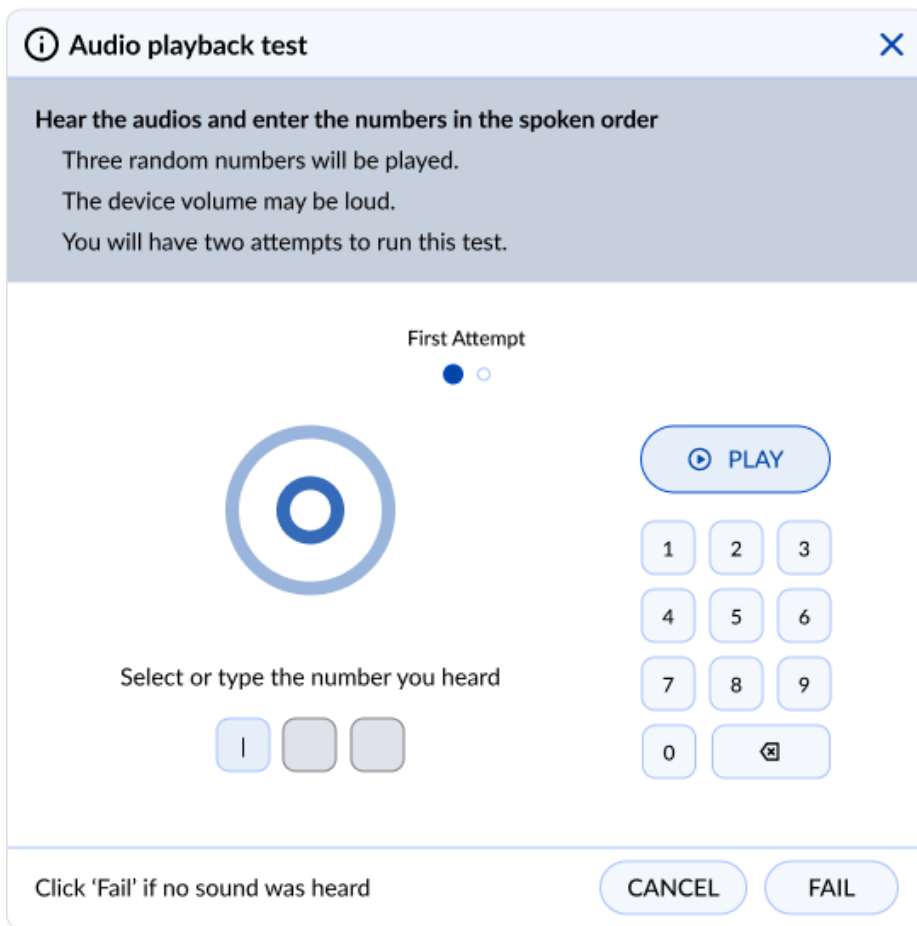 Audio playback test
Hear the audios and enter the numbers in the spoken order
Three random numbers will be played.
The device volume may be loud.
You will have two attempts to run this test.
First Attempt
PLAY
1 2 3
4 5 6
Select or type the number you heard
7 8 9
0
Click ‘Fail’ if no sound was heard
CANCEL
FAIL